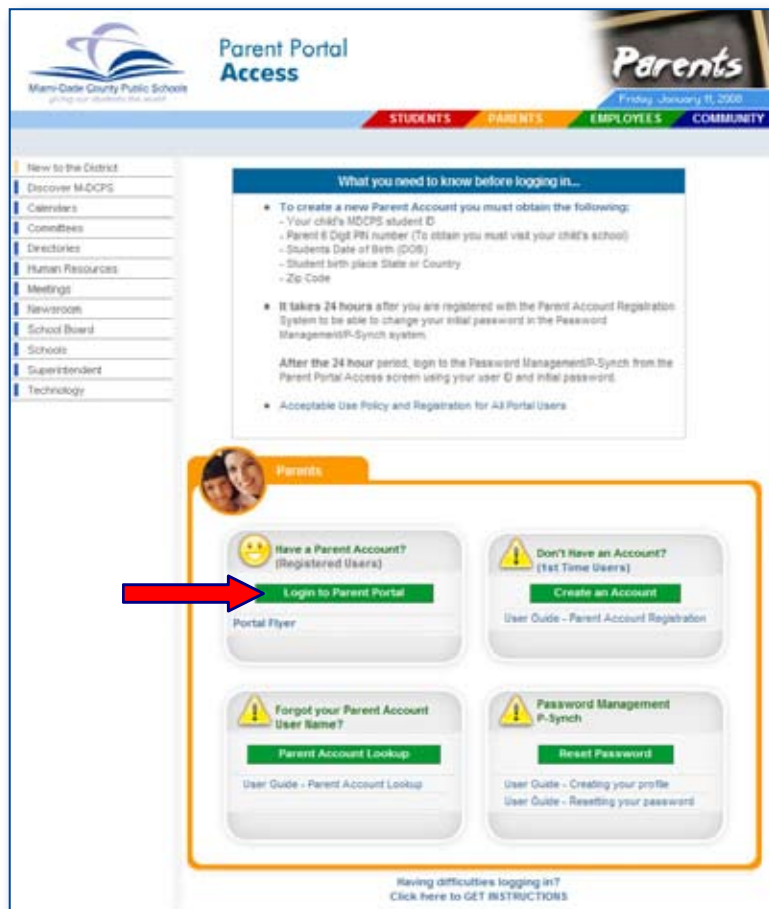 Miami-Dade County Public Schools
giving our students the world
Parent Portal
Access
Parents
Friday January 11, 2008
STUDENTS PARENTS EMPLOYEES COMMUNITY
New to the District
Discover M-DCPS
Calendars
Committees
Directories
Human Resources
Meetings
Newsroom
School Board
Schools
Superintendent
Technology
What you need to know before logging in...
To create a new Parent Account you must obtain the following:
- Your child's MDCPS student ID
- Parent 6 Digit PIN number (To obtain you must visit your child's school)
- Students Date of Birth (DOB)
- Student birth place State or Country
- Zip Code
It takes 24 hours after you are registered with the Parent Account Registration
System to be able to change your initial password in the Password
Management/P-Synch system.
After the 24 hour period, login to the Password Management/P-Synch from the
Parent Portal Access screen using your user ID and initial password.
Acceptable Use Policy and Registration for All Portal Users
Parents
Have a Parent Account?
(Registered Users)
Login to Parent Portal
Portal Flyer
Don't Have an Account?
(1st Time Users)
Create an Account
User Guide - Parent Account Registration
Forgot your Parent Account
User Name?
Parent Account Lookup
User Guide - Parent Account Lookup
Password Management
P-Synch
Reset Password
User Guide - Creating your profile
User Guide - Resetting your password
Having difficulties logging in?
Click here to GET INSTRUCTIONS